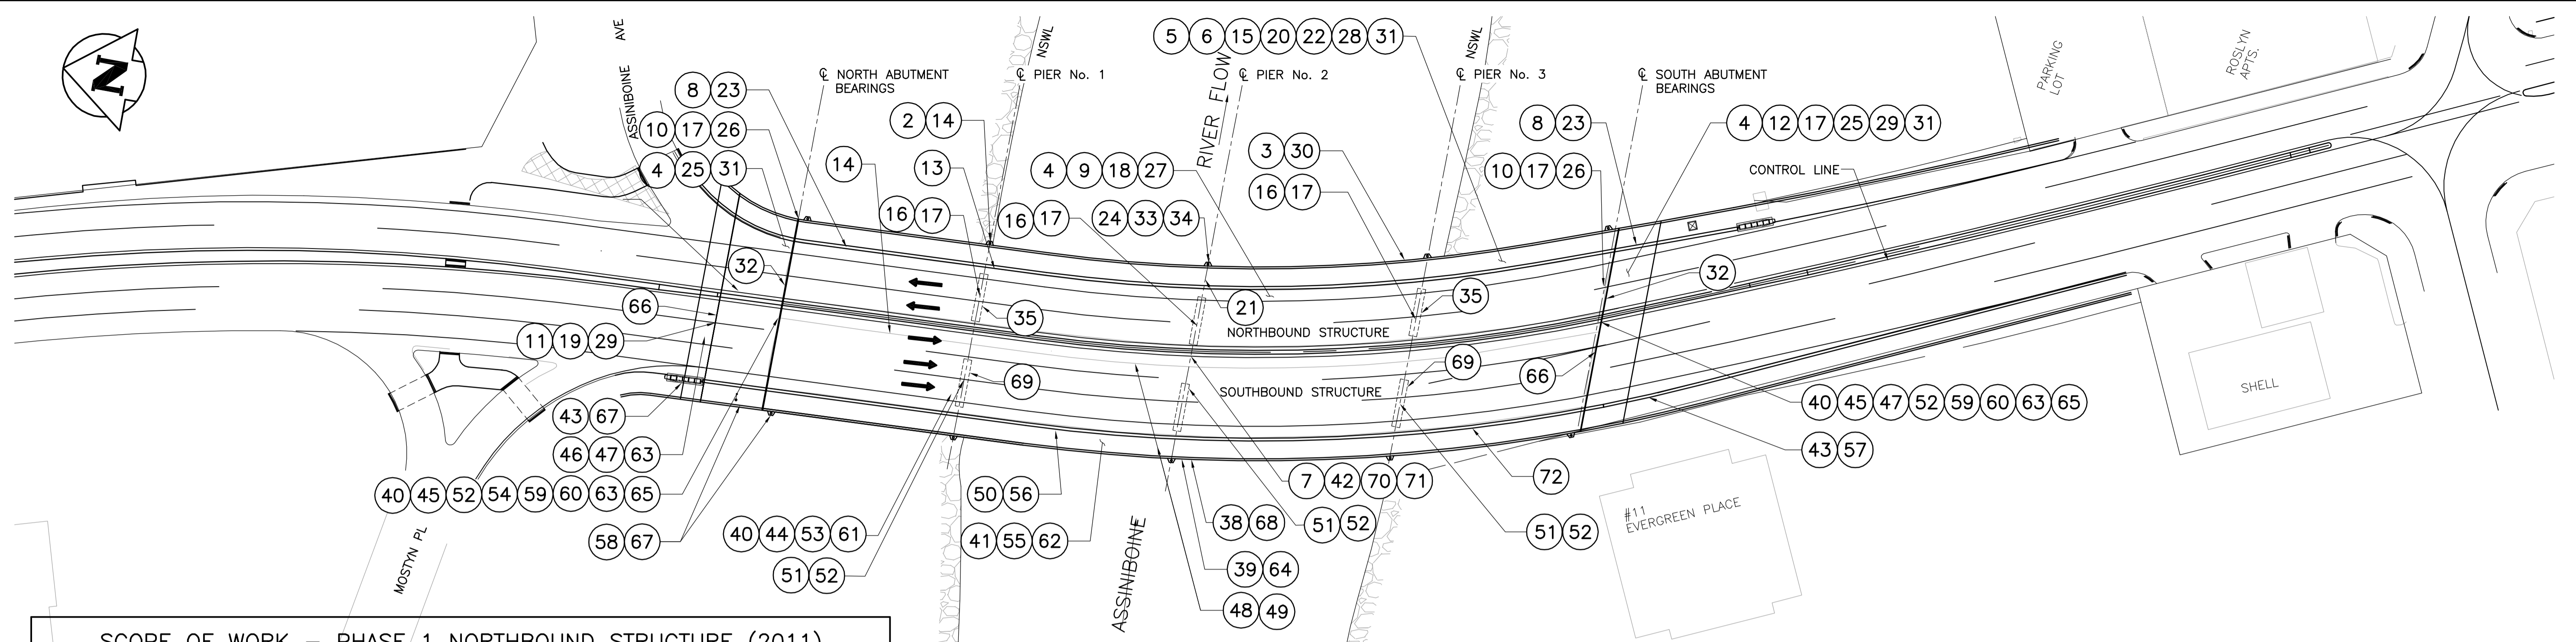 N
ASSINIBOINE AVE
NSWL
5 6 15 20 22 28 31
NSWL
PARKING
LOT
ROSLYN
APTS.
℄ NORTH ABUTMENT
BEARINGS
℄ PIER No. 1
RIVER FLOW
℄ PIER No. 2
℄ PIER No. 3
℄ SOUTH ABUTMENT
BEARINGS
8 23
10 17 26
4 25 31
2 14
14
13
16 17
16 17
4 9 18 27
24 33 34
3 30
16 17
8 23
10 17 26
4 12 17 25 29 31
CONTROL LINE
32
66
11 19 29
35
21
NORTHBOUND STRUCTURE
35
32
69
SOUTHBOUND STRUCTURE
69
66
SHELL
43 67
46 47 63
40 45 52 54 59 60 63 65
58 67
MOSTYN PL
40 44 53 61
51 52
50 56
41 55 62
ASSINIBOINE
38 68
39 64
48 49
7 42 70 71
51 52
72
51 52
40 45 47 52 59 60 63 65
43 57
#11
EVERGREEN PLACE
SCOPE OF WORK – PHASE 1 NORTHBOUND STRUCTURE (2011)